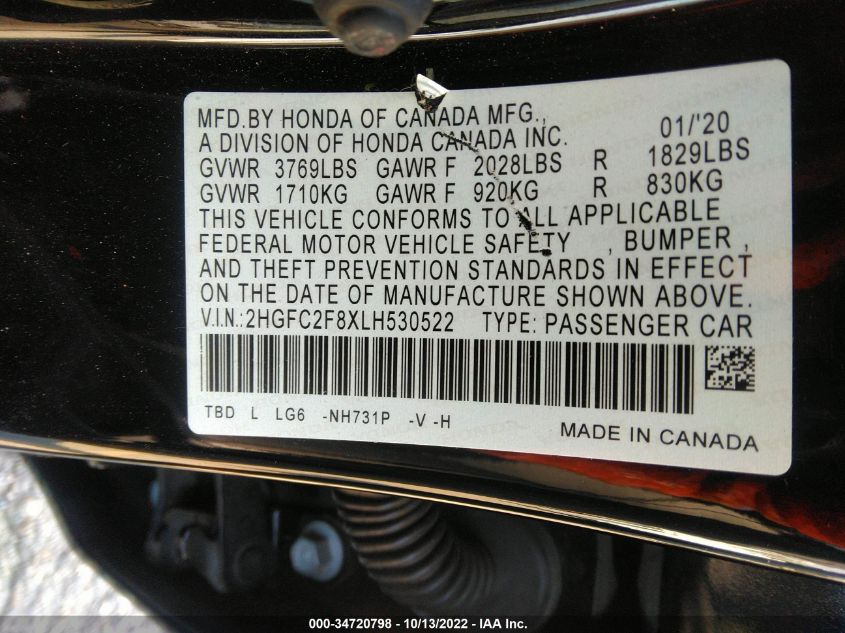 MFD.BY HONDA OF CANADA MFG., 01/'20
A DIVISION OF HONDA CANADA INC.
GVWR 3769LBS GAWR F 2028LBS R 1829LBS
GVWR 1710KG GAWR F 920KG R 830KG
THIS VEHICLE CONFORMS TO ALL APPLICABLE
FEDERAL MOTOR VEHICLE SAFETY , BUMPER ,
AND THEFT PREVENTION STANDARDS IN EFFECT
ON THE DATE OF MANUFACTURE SHOWN ABOVE.
V.I.N.:2HGFC2F8XLH530522 TYPE: PASSENGER CAR
TBD L LG6 -NH731P -V -H
MADE IN CANADA
000-34720798 - 10/13/2022 - IAA Inc.